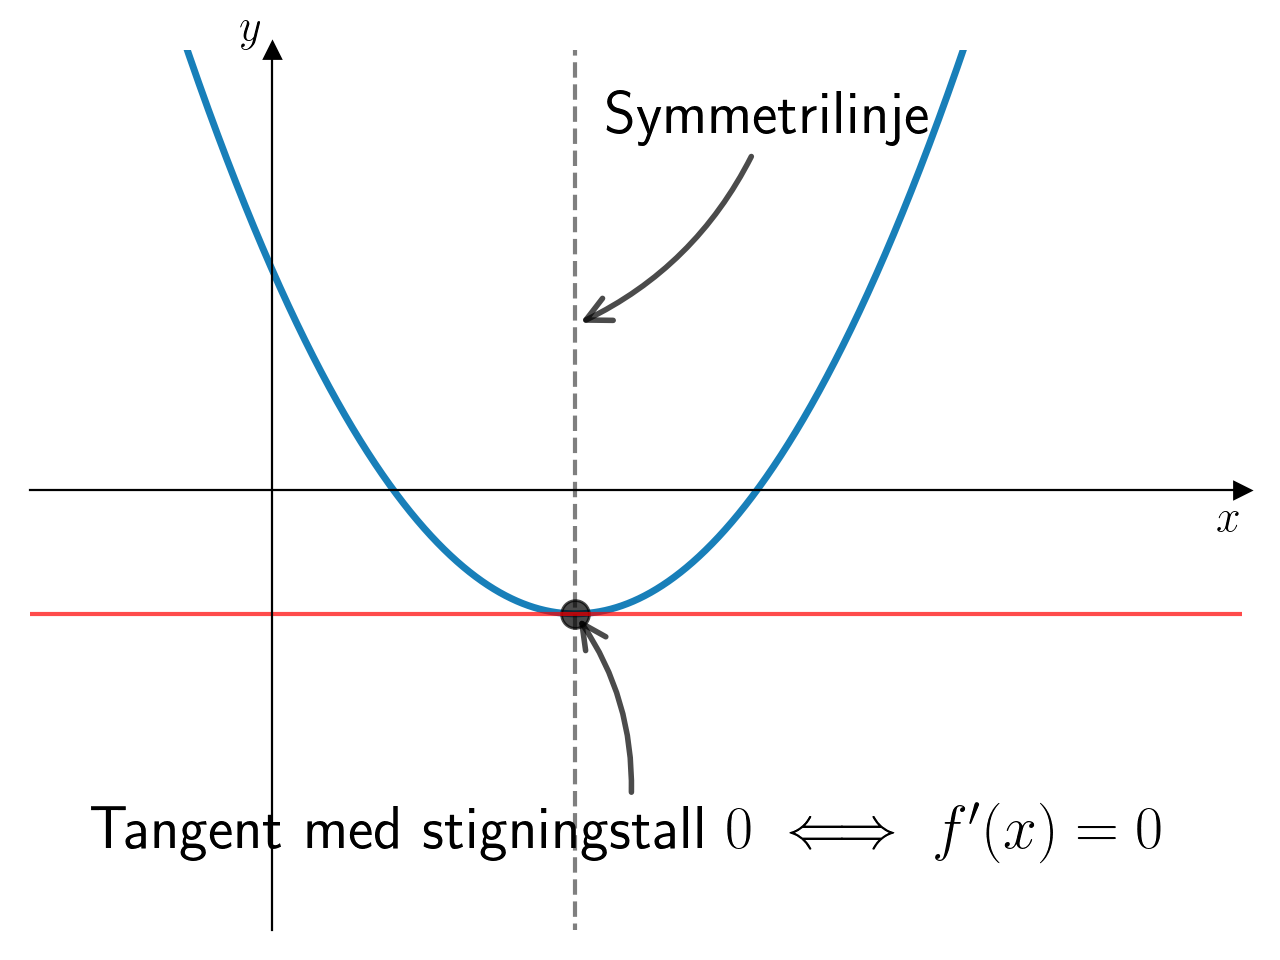 y
Symmetrilinje
x
Tangent med stigningstall 0 ⟺ f′(x) = 0